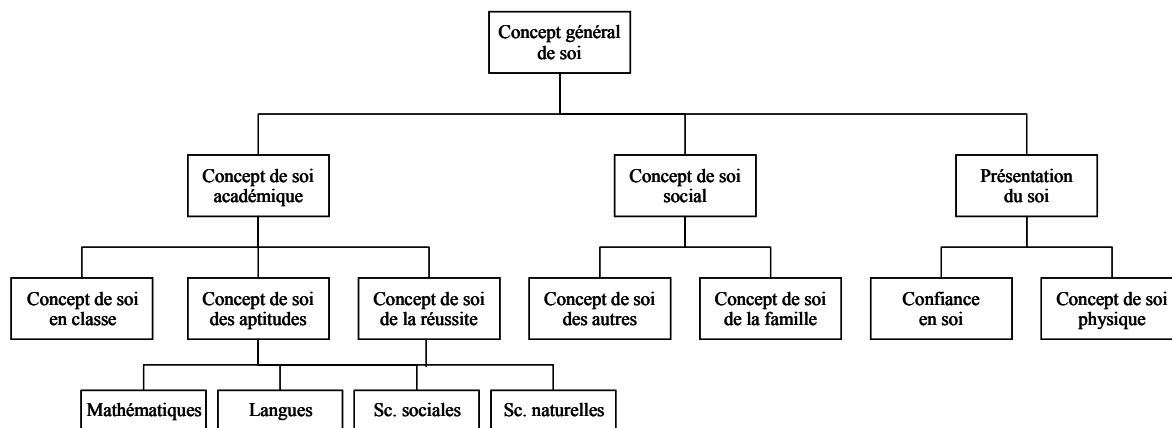 Concept général
de soi
Concept de soi
académique
Concept de soi
social
Présentation
du soi
Concept de soi
en classe
Concept de soi
des aptitudes
Concept de soi
de la réussite
Concept de soi
des autres
Concept de soi
de la famille
Confiance
en soi
Concept de soi
physique
Mathématiques
Langues
Sc. sociales
Sc. naturelles